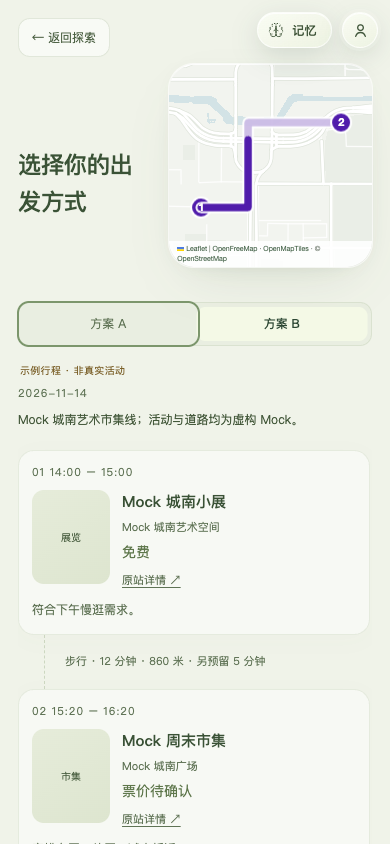 ← 返回探索
记忆
选择你的出
发方式
1
2
Leaflet | OpenFreeMap · OpenMapTiles · ©
OpenStreetMap
方案 A
方案 B
示例行程 · 非真实活动
2026-11-14
Mock 城南艺术市集线；活动与道路均为虚构 Mock。
01 14:00 — 15:00
展览
Mock 城南小展
Mock 城南艺术空间
免费
原站详情 ↗
符合下午慢逛需求。
步行 · 12 分钟 · 860 米 · 另预留 5 分钟
02 15:20 — 16:20
市集
Mock 周末市集
Mock 城南广场
票价待确认
原站详情 ↗